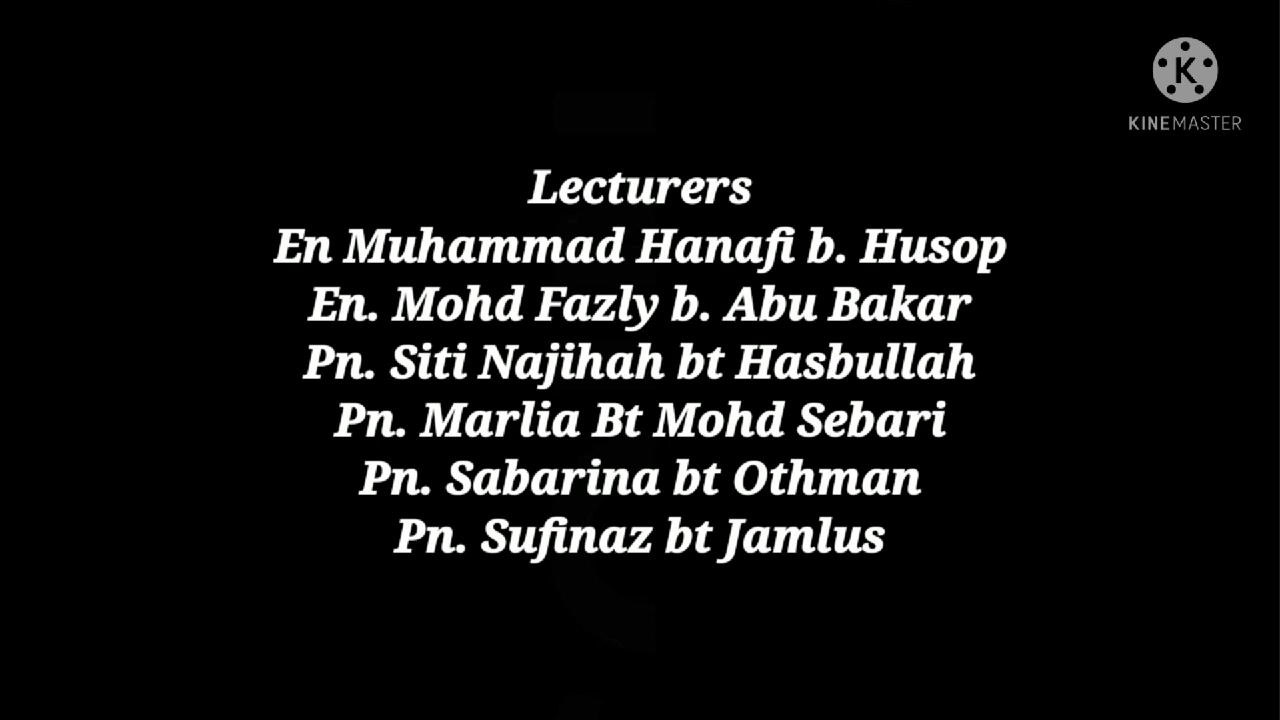 K
KINEMASTER
Lecturers
En Muhammad Hanafi b. Husop
En. Mohd Fazly b. Abu Bakar
Pn. Siti Najihah bt Hasbullah
Pn. Marlia Bt Mohd Sebari
Pn. Sabarina bt Othman
Pn. Sufinaz bt Jamlus